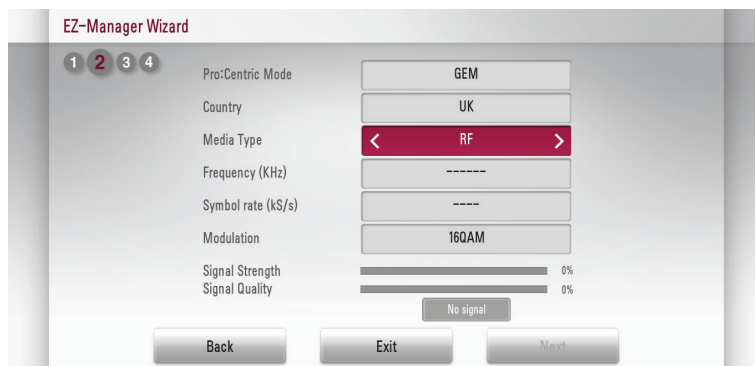 EZ-Manager Wizard
1 2 3 4
Pro:Centric Mode GEM
Country UK
Media Type < RF >
Frequency (KHz) ------
Symbol rate (kS/s) ----
Modulation 16QAM
Signal Strength 0%
Signal Quality 0%
No signal
Back Exit Next